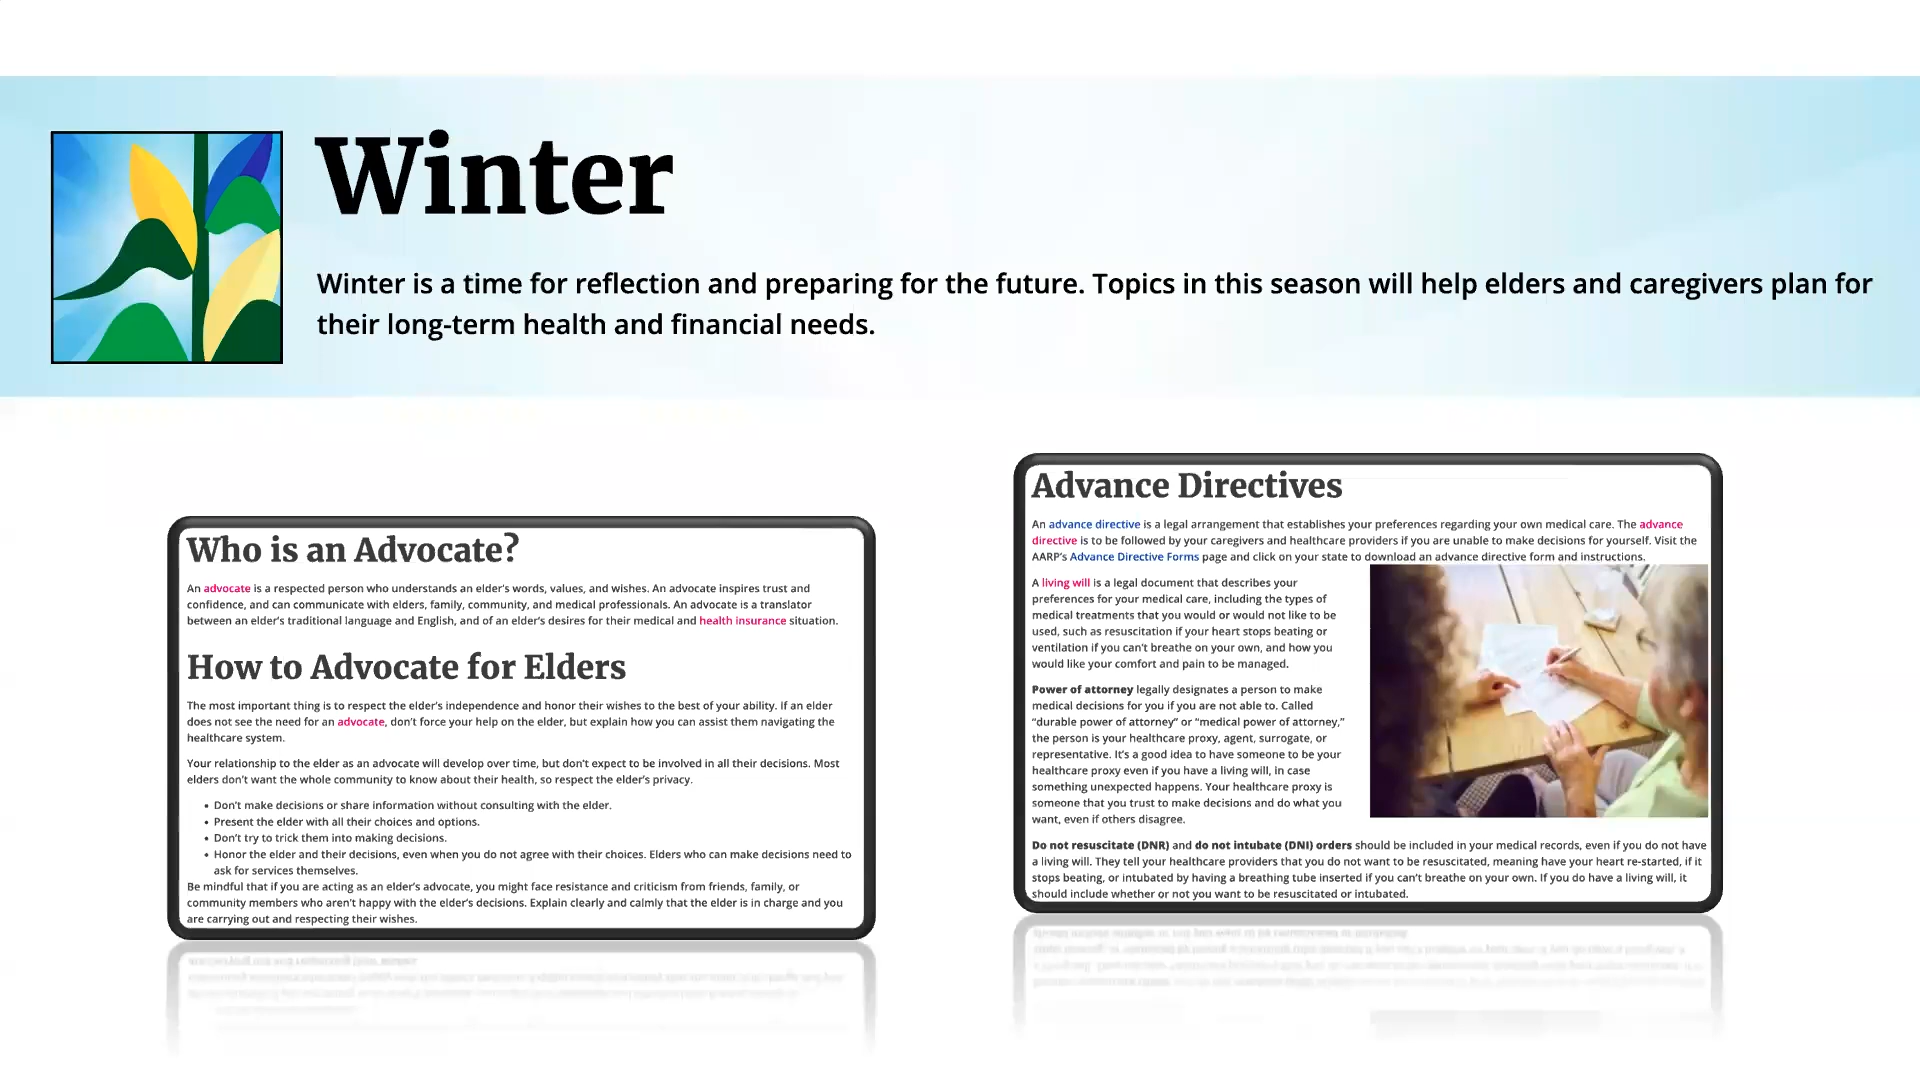 Winter
Winter is a time for reflection and preparing for the future. Topics in this season will help elders and caregivers plan for
their long-term health and financial needs.
Who is an Advocate?
An advocate is a respected person who understands an elder's words, values, and wishes. An advocate inspires trust and
confidence, and can communicate with elders, family, community, and medical professionals. An advocate is a translator
between an elder's traditional language and English, and of an elder's desires for their medical and health insurance situation.
How to Advocate for Elders
The most important thing is to respect the elder's independence and honor their wishes to the best of your ability. If an elder
does not see the need for an advocate, don't force your help on the elder, but explain how you can assist them navigating the
healthcare system.
Your relationship to the elder as an advocate will develop over time, but don't expect to be involved in all their decisions. Most
elders don't want the whole community to know about their health, so respect the elder's privacy.
• Don't make decisions or share information without consulting with the elder.
• Present the elder with all their choices and options.
• Don't try to trick them into making decisions.
• Honor the elder and their decisions, even when you do not agree with their choices. Elders who can make decisions need to
ask for services themselves.
Be mindful that if you are acting as an elder's advocate, you might face resistance and criticism from friends, family, or
community members who aren't happy with the elder's decisions. Explain clearly and calmly that the elder is in charge and you
are carrying out and respecting their wishes.
Advance Directives
An advance directive is a legal arrangement that establishes your preferences regarding your own medical care. The advance
directive is to be followed by your caregivers and healthcare providers if you are unable to make decisions for yourself. Visit the
AARP's Advance Directive Forms page and click on your state to download an advance directive form and instructions.
A living will is a legal document that describes your
preferences for your medical care, including the types of
medical treatments that you would or would not like to be
used, such as resuscitation if your heart stops beating or
ventilation if you can't breathe on your own, and how you
would like your comfort and pain to be managed.
Power of attorney legally designates a person to make
medical decisions for you if you are not able to. Called
"durable power of attorney" or "medical power of attorney,"
the person is your healthcare proxy, agent, surrogate, or
representative. It's a good idea to have someone to be your
healthcare proxy even if you have a living will, in case
something unexpected happens. Your healthcare proxy is
someone that you trust to make decisions and do what you
want, even if others disagree.
Do not resuscitate (DNR) and do not intubate (DNI) orders should be included in your medical records, even if you do not have
a living will. They tell your healthcare providers that you do not want to be resuscitated, meaning have your heart re-started, if it
stops beating, or intubated by having a breathing tube inserted if you can't breathe on your own. If you do have a living will, it
should include whether or not you want to be resuscitated or intubated.